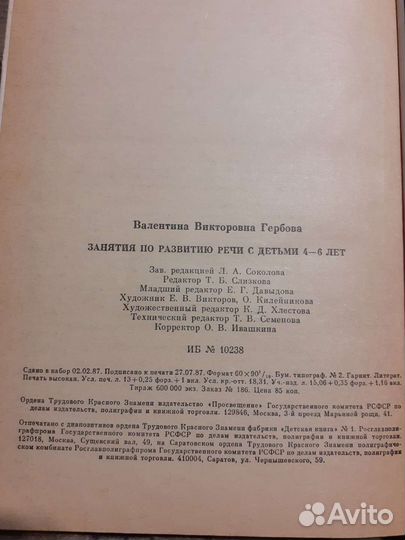 Валентина Викторовна Гербова
ЗАНЯТИЯ ПО РАЗВИТИЮ РЕЧИ С ДЕТЬМИ 4—6 ЛЕТ
Зав. редакцией Л. А. Соколова
Редактор Т. Б. Слизкова
Младший редактор Е. Г. Давыдова
Художник Е. В. Викторов, О. Килейникова
Художественный редактор К. Д. Хлестова
Технический редактор Т. В. Семенова
Корректор О. В. Ивашкина
ИБ № 10238
Сдано в набор 02.02.87. Подписано к печати 27.07.87. Формат 60×90¹/₁₆. Бум. типограф. № 2. Гарнит. Литерат.
Печать высокая. Усл. печ. л. 13+0,25 форз.+1 вкл. Усл. кр.-отт. 48,31. Уч.-изд. л. 15,06+0,35 форз.+1,16 вкл.
Тираж 600 000 экз. Заказ № 186. Цена 85 коп.
Ордена Трудового Красного Знамени издательство «Просвещение» Государственного комитета РСФСР по
делам издательств, полиграфии и книжной торговли. 129846, Москва, 3-й проезд Марьиной рощи, 41.
Отпечатано с диапозитивов ордена Трудового Красного Знамени фабрики «Детская книга» № 1 Росглавполи-
графпрома Государственного комитета РСФСР по делам издательств, полиграфии и книжной торговли.
127018, Москва, Сущевский вал, 49, на Саратовском ордена Трудового Красного Знамени полиграфиче-
ском комбинате Росглавполиграфпрома Государственного комитета РСФСР по делам издательств, полиграфии
и книжной торговли. 410004, Саратов, ул. Чернышевского, 59.
Avito